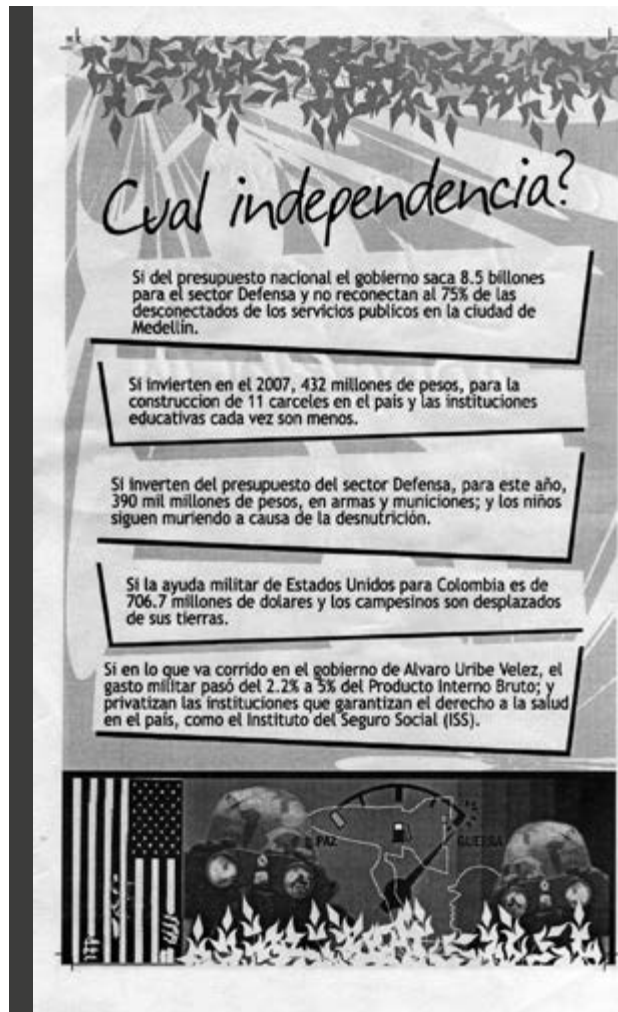 Cual independencia?
Si del presupuesto nacional el gobierno saca 8.5 billones
para el sector Defensa y no reconectan al 75% de las
desconectados de los servicios publicos en la ciudad de
Medellín.
Si invierten en el 2007, 432 millones de pesos, para la
construccion de 11 carceles en el pais y las instituciones
educativas cada vez son menos.
Si inverten del presupuesto del sector Defensa, para este año,
390 mil millones de pesos, en armas y municiones; y los niños
siguen muriendo a causa de la desnutrición.
Si la ayuda militar de Estados Unidos para Colombia es de
706.7 millones de dolares y los campesinos son desplazados
de sus tierras.
Si en lo que va corrido en el gobierno de Alvaro Uribe Velez, el
gasto militar pasó del 2.2% a 5% del Producto Interno Bruto; y
privatizan las instituciones que garantizan el derecho a la salud
en el país, como el Instituto del Seguro Social (ISS).
PAZ GUERRA